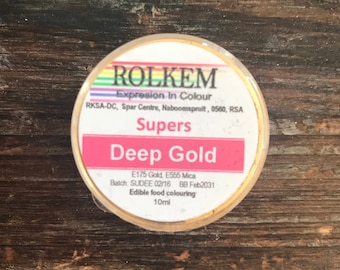 ROLKEM
Expresion In Colour
RKSA-DC, Spar Centre, Naboomspruit , 0560, RSA
Supers
Deep Gold
E175 Gold, E555 Mica
Batch: SUDEE 02/16 BB Feb2031
Edible food colouring
10ml